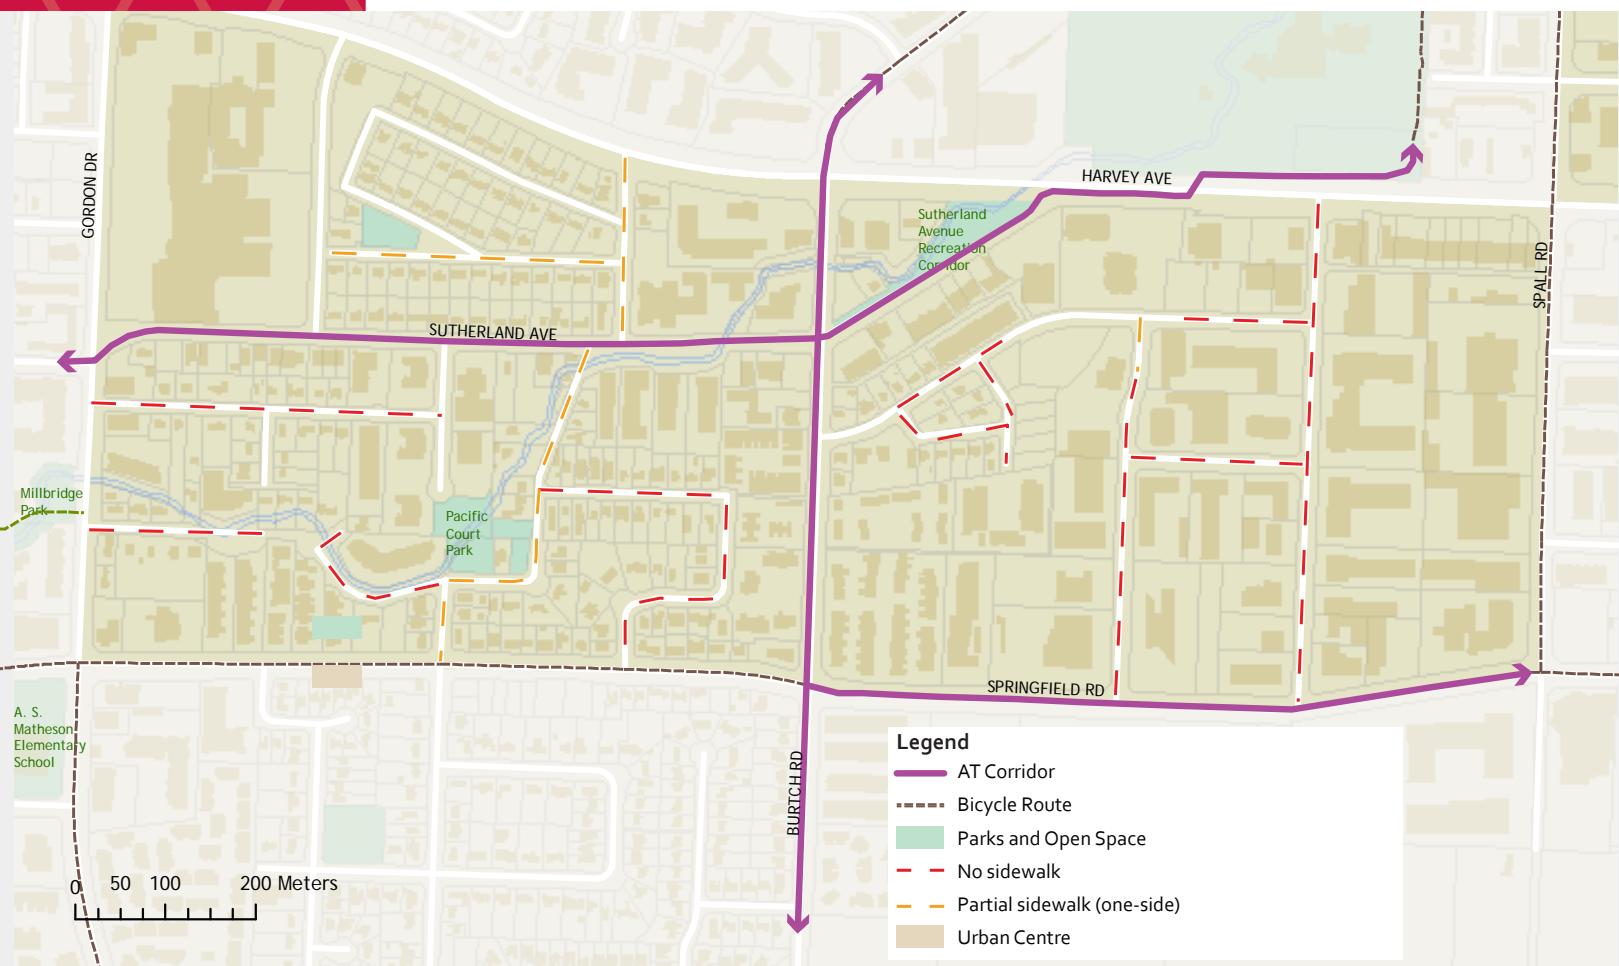 HARVEY AVE
GORDON DR
Sutherland
Avenue
Recreation
Corridor
SPALL RD
SUTHERLAND AVE
Millbridge
Park
Pacific
Court
Park
SPRINGFIELD RD
A. S.
Matheson
Elementary
School
BURTCH RD
Legend
AT Corridor
Bicycle Route
Parks and Open Space
No sidewalk
Partial sidewalk (one-side)
Urban Centre
0 50 100 200 Meters